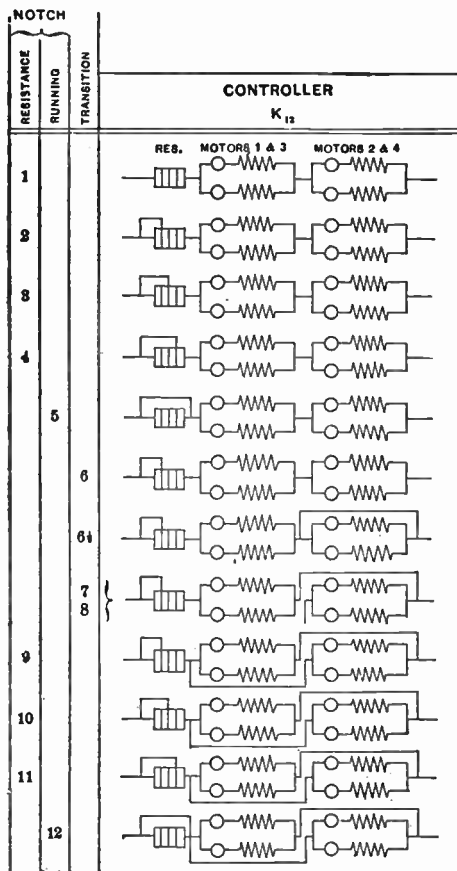 NOTCH
RESISTANCE
RUNNING
TRANSITION
CONTROLLER
K12
RES. MOTORS 1 & 3 MOTORS 2 & 4
1
2
3
4
5
6
6½
7
8
9
10
11
12